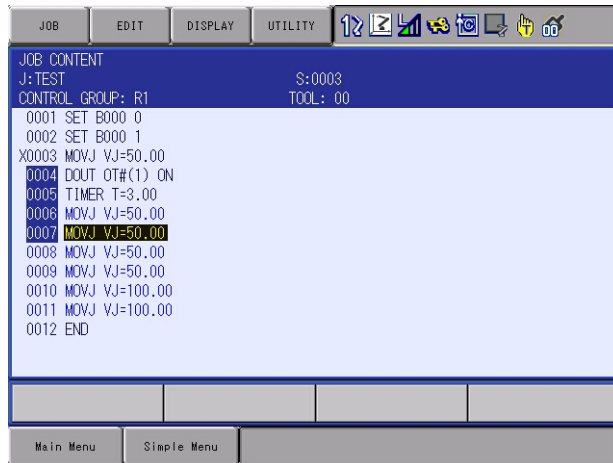 JOB EDIT DISPLAY UTILITY
JOB CONTENT
J:TEST S:0003
CONTROL GROUP: R1 TOOL: 00
0001 SET B000 0
0002 SET B000 1
X0003 MOVJ VJ=50.00
0004 DOUT OT#(1) ON
0005 TIMER T=3.00
0006 MOVJ VJ=50.00
0007 MOVJ VJ=50.00
0008 MOVJ VJ=50.00
0009 MOVJ VJ=50.00
0010 MOVJ VJ=100.00
0011 MOVJ VJ=100.00
0012 END
Main Menu Simple Menu